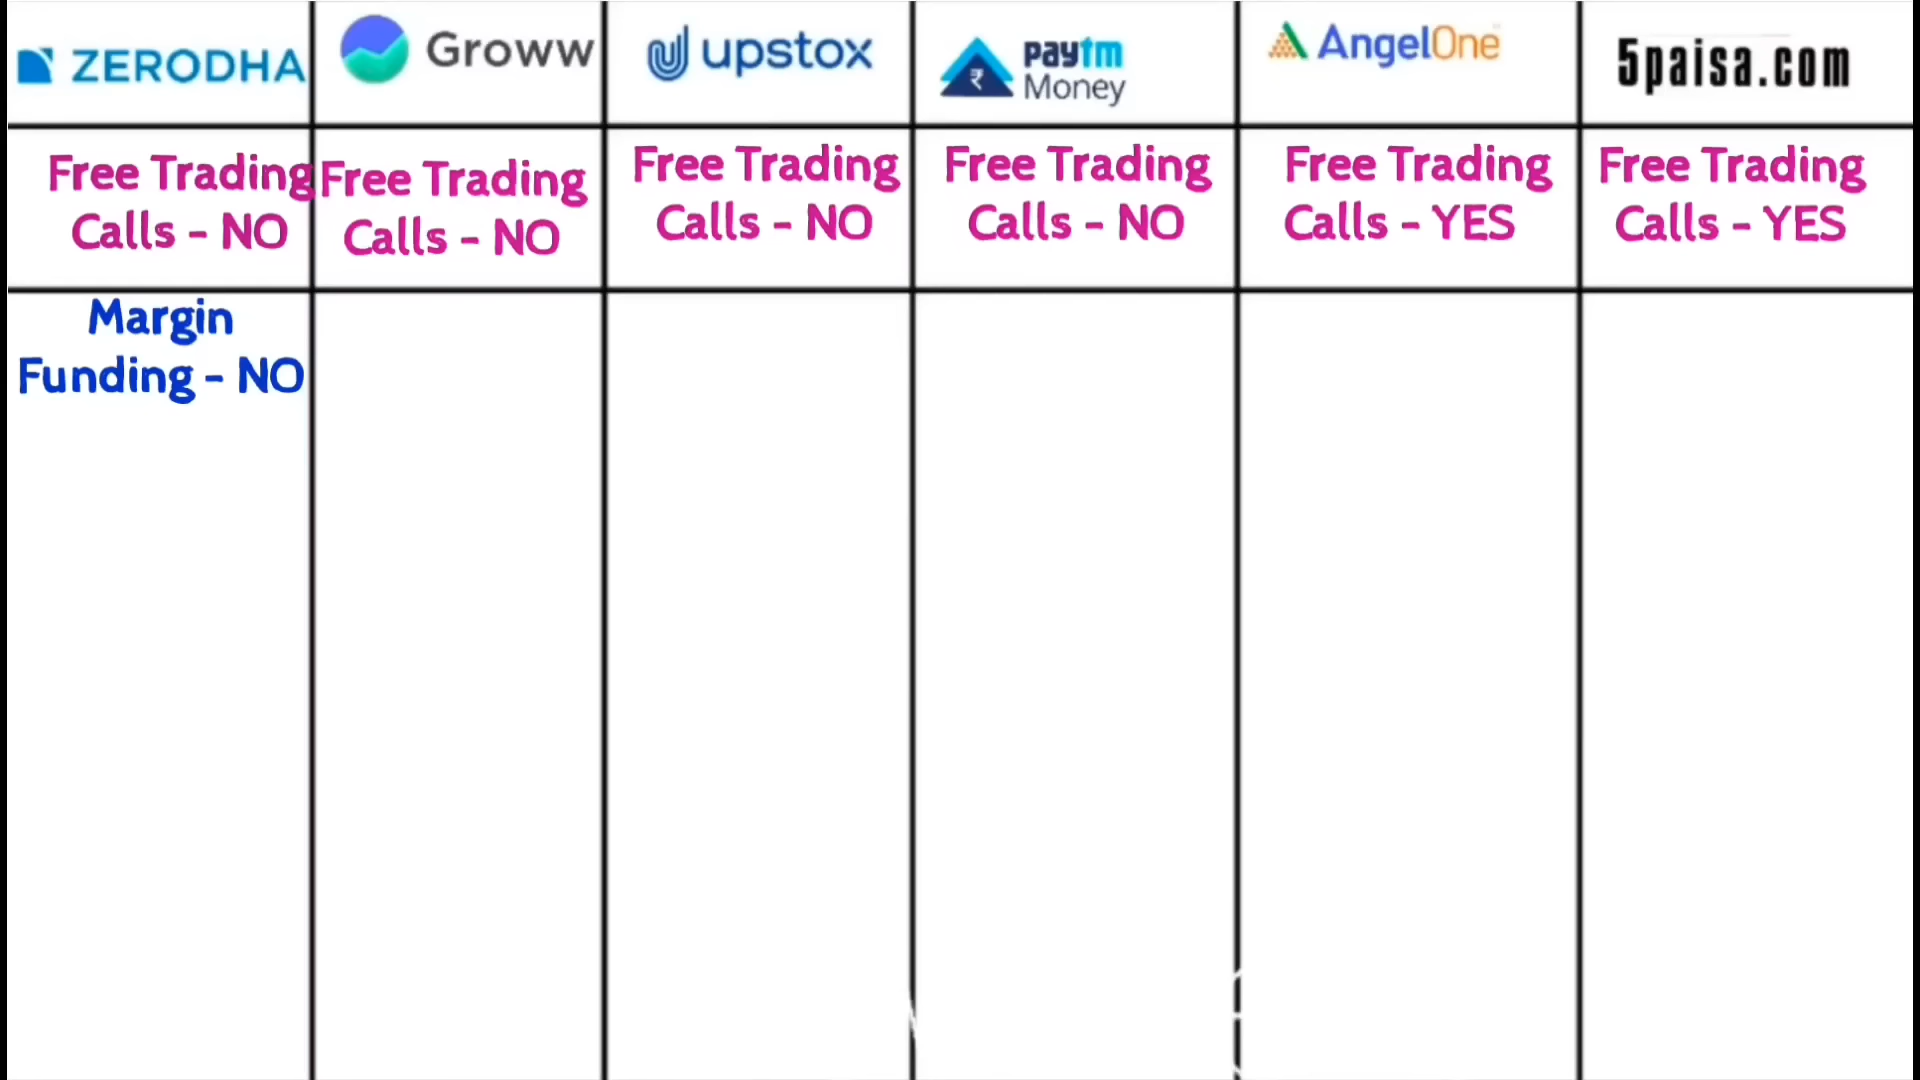 ZERODHA
Groww
upstox
paytm
Money
AngelOne
5paisa.com
Free Trading
Calls - NO
Free Trading
Calls - NO
Free Trading
Calls - NO
Free Trading
Calls - NO
Free Trading
Calls - YES
Free Trading
Calls - YES
Margin
Funding - NO